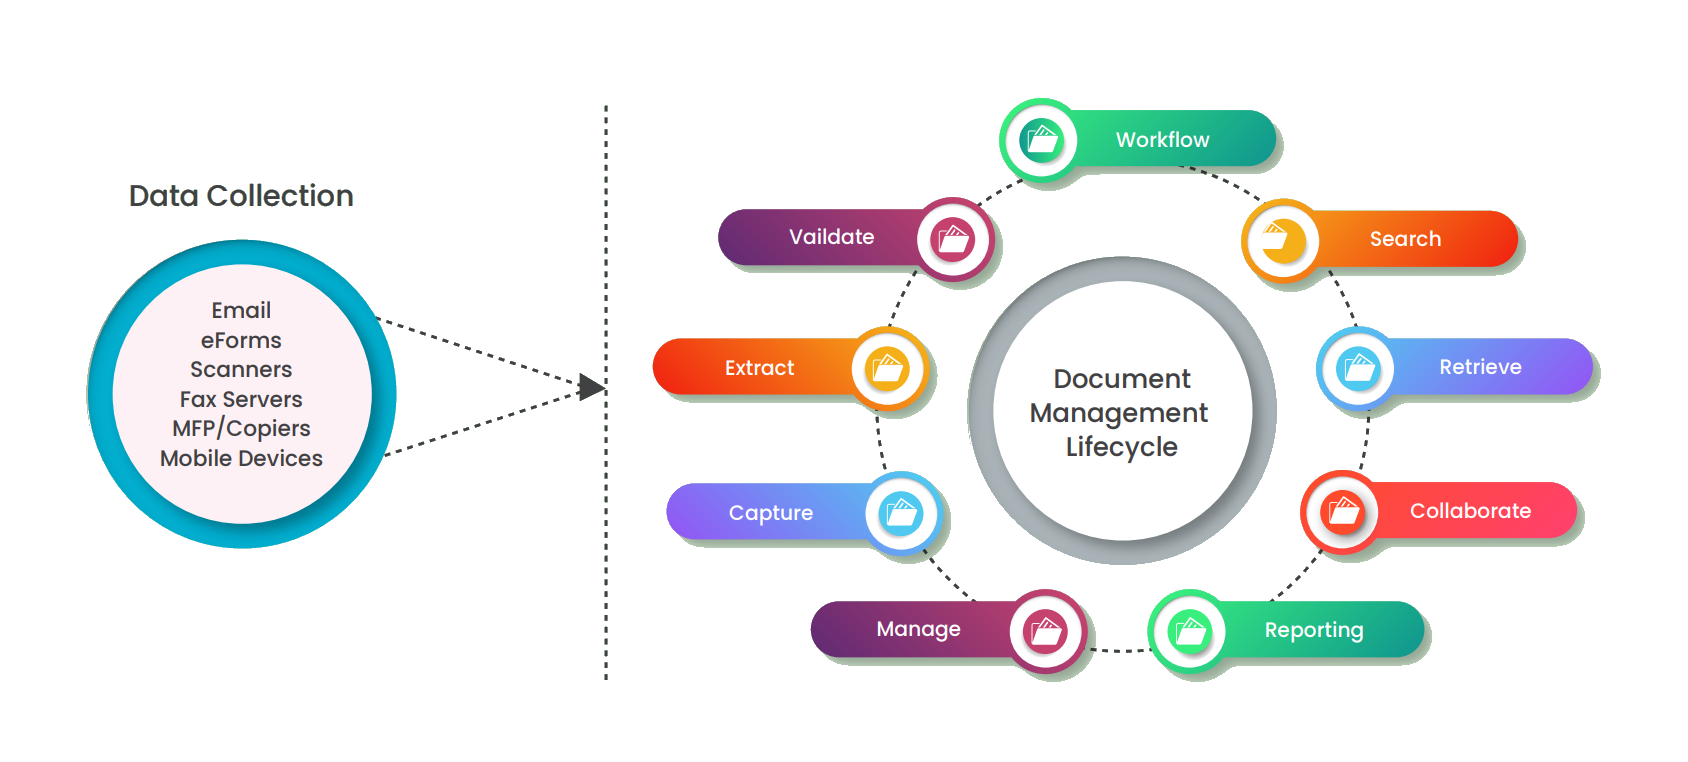 Data Collection
Email
eForms
Scanners
Fax Servers
MFP/Copiers
Mobile Devices
Workflow
Vaildate
Search
Extract
Retrieve
Document
Management
Lifecycle
Capture
Collaborate
Manage
Reporting